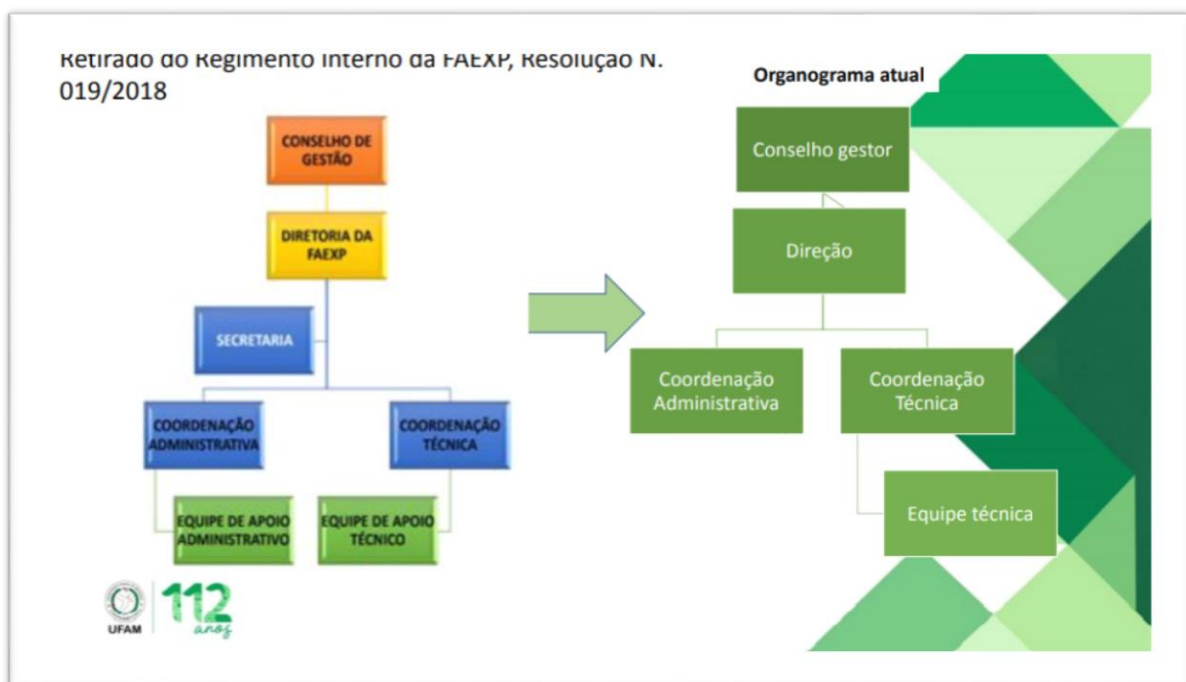 Retirado do Regimento Interno da FAEXP, Resolução N.
019/2018
CONSELHO DE
GESTÃO
DIRETORIA DA
FAEXP
SECRETARIA
COORDENAÇÃO
ADMINISTRATIVA
COORDENAÇÃO
TÉCNICA
EQUIPE DE APOIO
ADMINISTRATIVO
EQUIPE DE APOIO
TÉCNICO
UFAM
112
anos
Organograma atual
Conselho gestor
Direção
Coordenação
Administrativa
Coordenação
Técnica
Equipe técnica